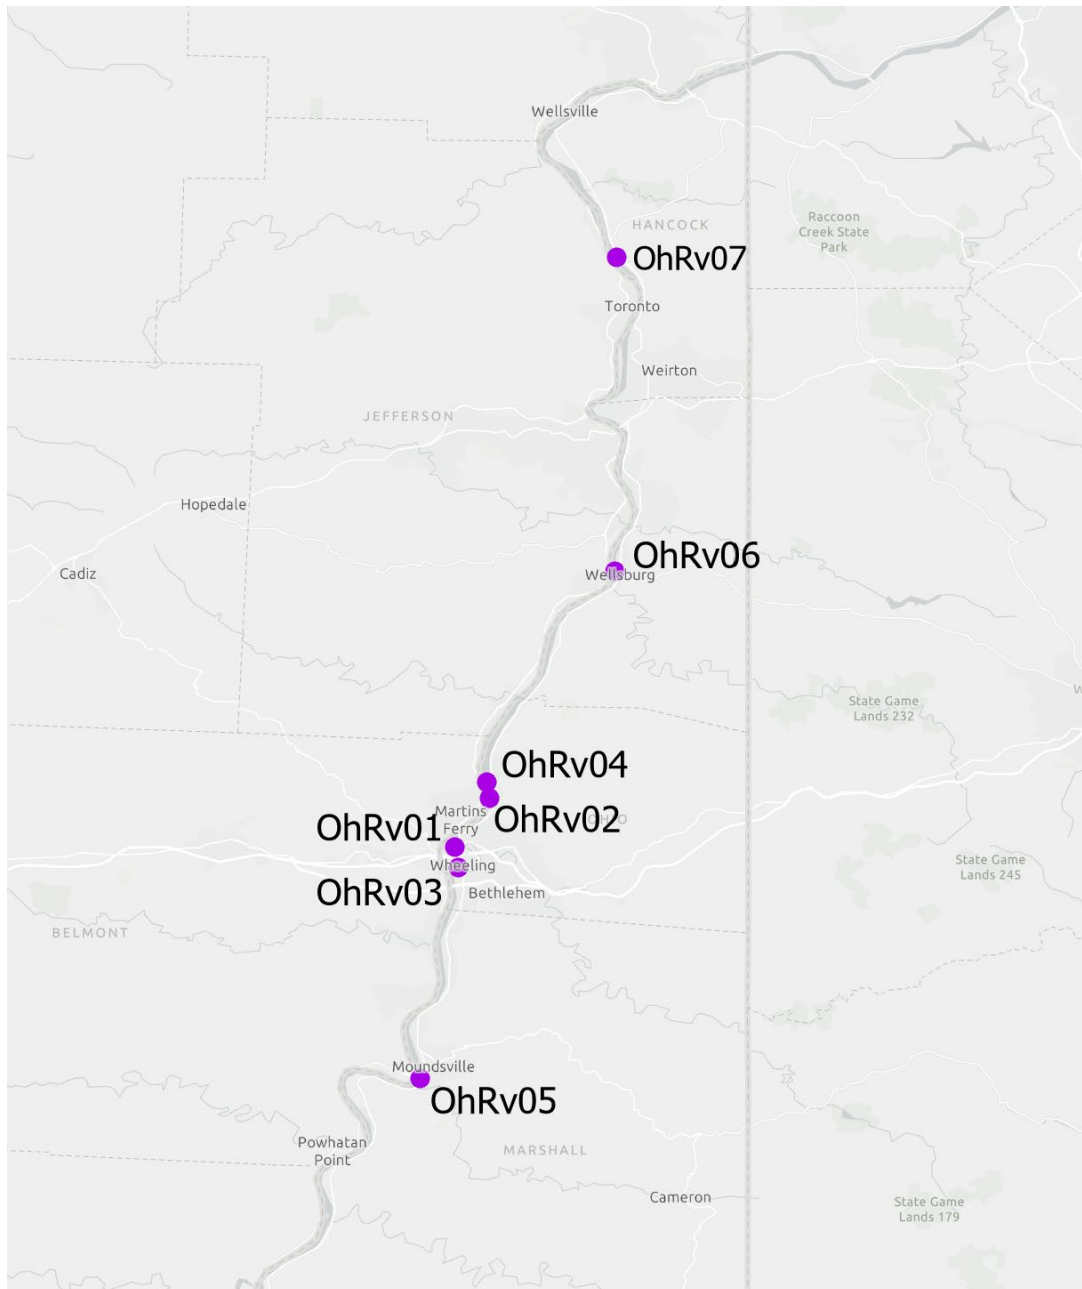 Wellsville
HANCOCK
Raccoon
Creek State
Park
OhRv07
Toronto
Weirton
JEFFERSON
Hopedale
OhRv06
Cadiz
Wellsburg
State Game
Lands 232
W
OhRv04
Martins
Ferry
OhRv02
OHIO
OhRv01
Wheeling
State Game
Lands 245
OhRv03
Bethlehem
BELMONT
Moundsville
OhRv05
Powhatan
Point
MARSHALL
Cameron
State Game
Lands 179